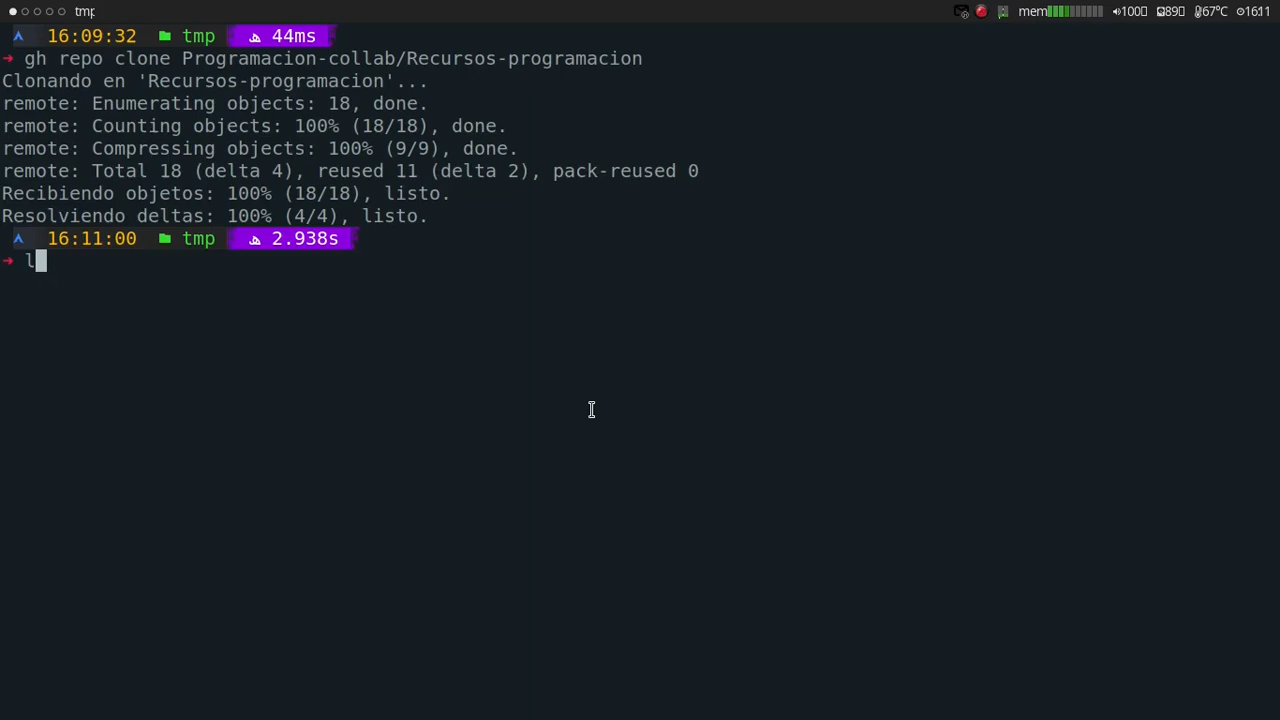 tmp
mem 100 89 67°C 16:11
16:09:32 tmp 44ms
→ gh repo clone Programacion-collab/Recursos-programacion
Clonando en 'Recursos-programacion'...
remote: Enumerating objects: 18, done.
remote: Counting objects: 100% (18/18), done.
remote: Compressing objects: 100% (9/9), done.
remote: Total 18 (delta 4), reused 11 (delta 2), pack-reused 0
Recibiendo objetos: 100% (18/18), listo.
Resolviendo deltas: 100% (4/4), listo.
16:11:00 tmp 2.938s
→ l